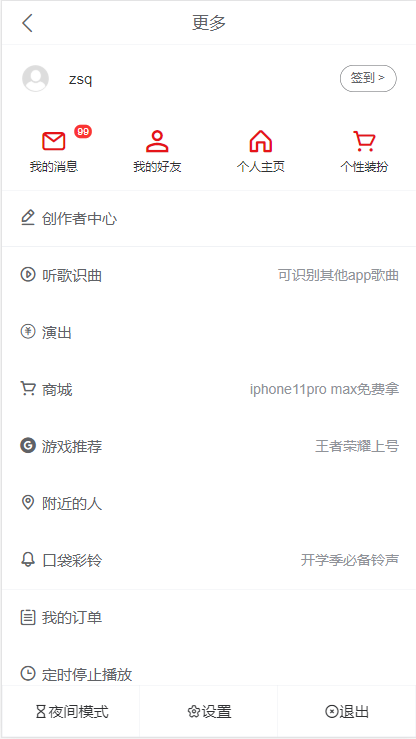 更多
zsq
签到 >
99
我的消息
我的好友
个人主页
个性装扮
创作者中心
听歌识曲 可识别其他app歌曲
演出
商城 iphone11pro max免费拿
游戏推荐 王者荣耀上号
附近的人
口袋彩铃 开学季必备铃声
我的订单
定时停止播放
夜间模式 设置 退出